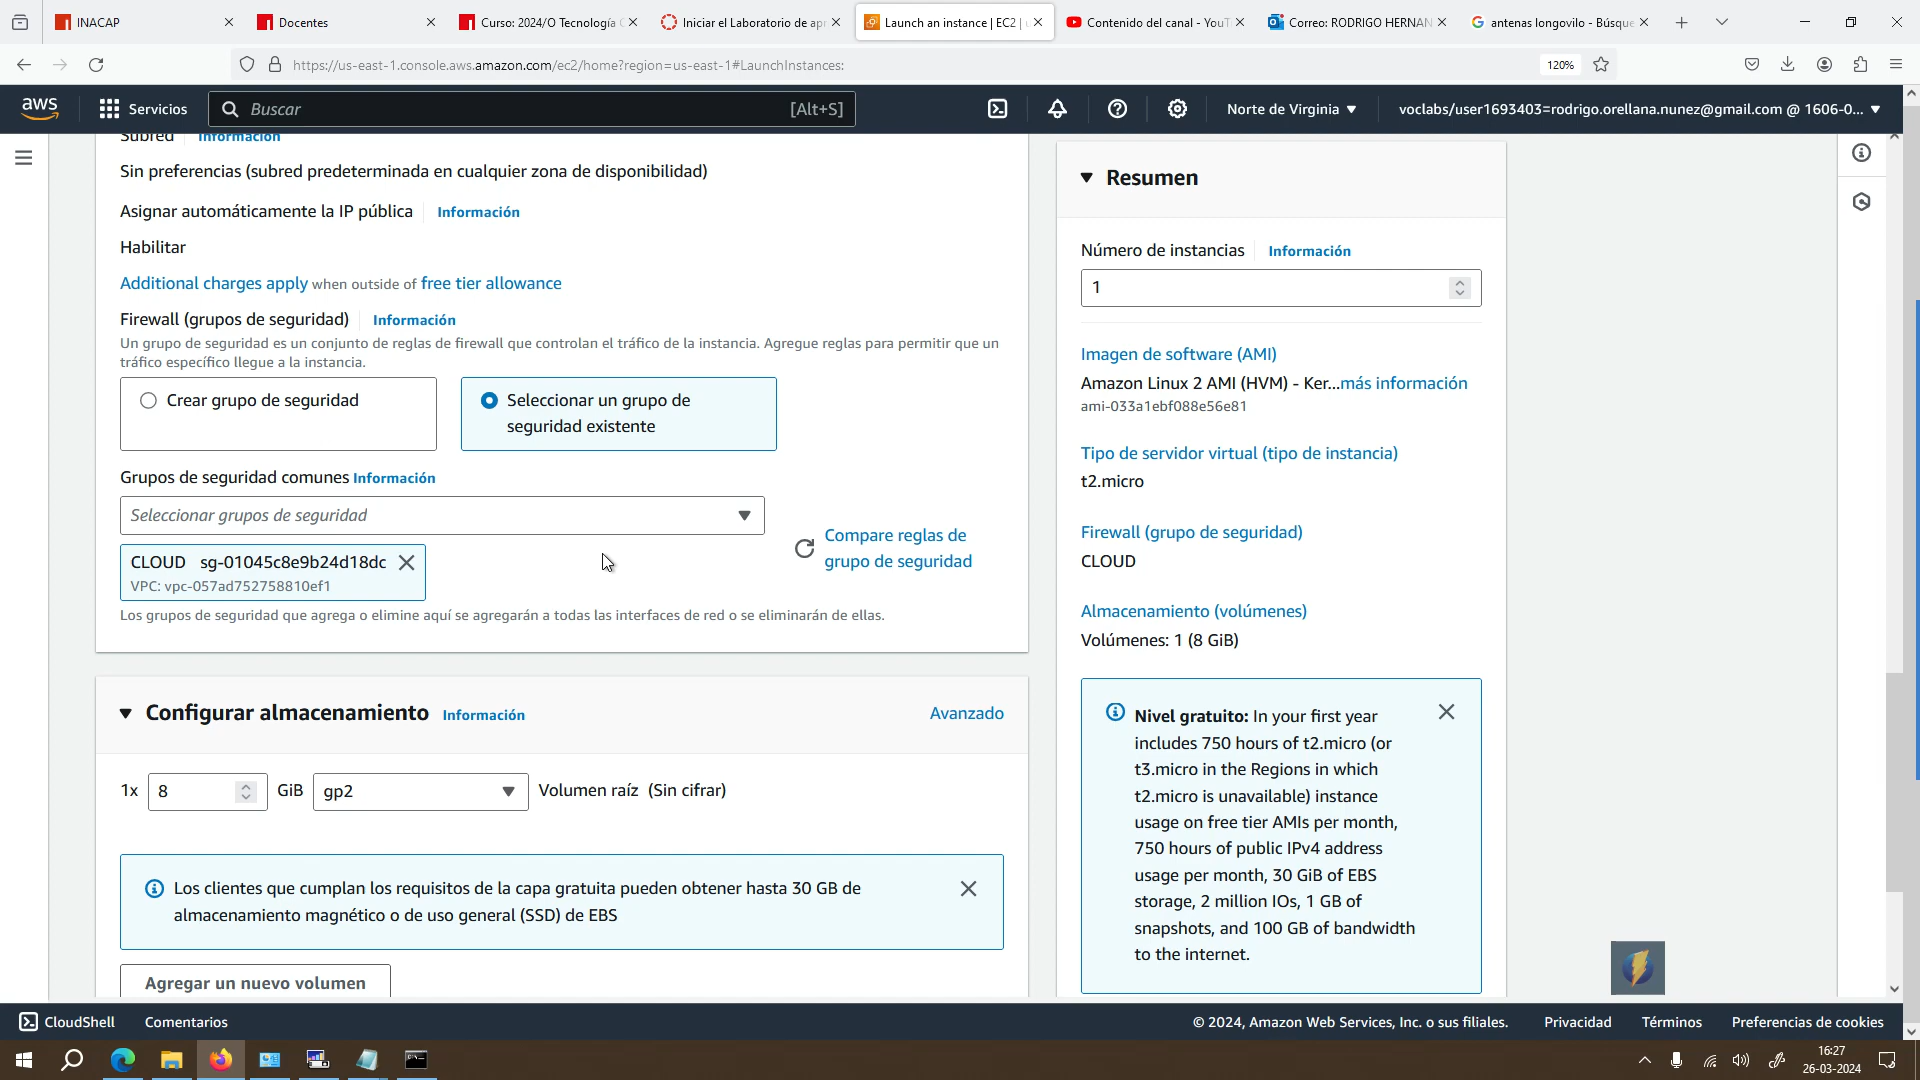 INACAP
Docentes
Curso: 2024/O Tecnología C
Iniciar el Laboratorio de apr
Launch an instance | EC2 |
Contenido del canal - YouT
Correo: RODRIGO HERNAN
antenas longovilo - Búsque
https://us-east-1.console.aws.amazon.com/ec2/home?region=us-east-1#LaunchInstances:
120%
aws
Servicios
Buscar
[Alt+S]
Norte de Virginia
voclabs/user1693403=rodrigo.orellana.nunez@gmail.com @ 1606-0...
Subred Información
Sin preferencias (subred predeterminada en cualquier zona de disponibilidad)
Asignar automáticamente la IP pública Información
Habilitar
Additional charges apply when outside of free tier allowance
Firewall (grupos de seguridad) Información
Un grupo de seguridad es un conjunto de reglas de firewall que controlan el tráfico de la instancia. Agregue reglas para permitir que un
tráfico específico llegue a la instancia.
Crear grupo de seguridad
Seleccionar un grupo de
seguridad existente
Grupos de seguridad comunes Información
Seleccionar grupos de seguridad
Compare reglas de
grupo de seguridad
CLOUD sg-01045c8e9b24d18dc
VPC: vpc-057ad752758810ef1
Los grupos de seguridad que agrega o elimine aquí se agregarán a todas las interfaces de red o se eliminarán de ellas.
Configurar almacenamiento Información
Avanzado
1x 8 GiB gp2 Volumen raíz (Sin cifrar)
Los clientes que cumplan los requisitos de la capa gratuita pueden obtener hasta 30 GB de
almacenamiento magnético o de uso general (SSD) de EBS
Agregar un nuevo volumen
Resumen
Número de instancias Información
1
Imagen de software (AMI)
Amazon Linux 2 AMI (HVM) - Ker...más información
ami-033a1ebf088e56e81
Tipo de servidor virtual (tipo de instancia)
t2.micro
Firewall (grupo de seguridad)
CLOUD
Almacenamiento (volúmenes)
Volúmenes: 1 (8 GiB)
Nivel gratuito: In your first year
includes 750 hours of t2.micro (or
t3.micro in the Regions in which
t2.micro is unavailable) instance
usage on free tier AMIs per month,
750 hours of public IPv4 address
usage per month, 30 GiB of EBS
storage, 2 million IOs, 1 GB of
snapshots, and 100 GB of bandwidth
to the internet.
CloudShell
Comentarios
© 2024, Amazon Web Services, Inc. o sus filiales.
Privacidad
Términos
Preferencias de cookies
16:27
26-03-2024